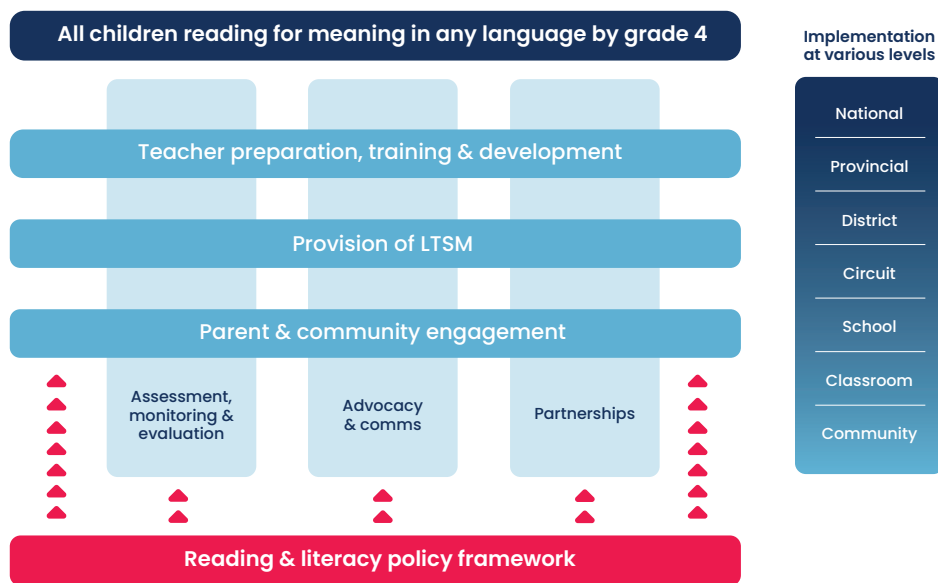 All children reading for meaning in any language by grade 4
Teacher preparation, training & development
Provision of LTSM
Parent & community engagement
Assessment,
monitoring &
evaluation
Advocacy
& comms
Partnerships
Reading & literacy policy framework
Implementation
at various levels
National
Provincial
District
Circuit
School
Classroom
Community